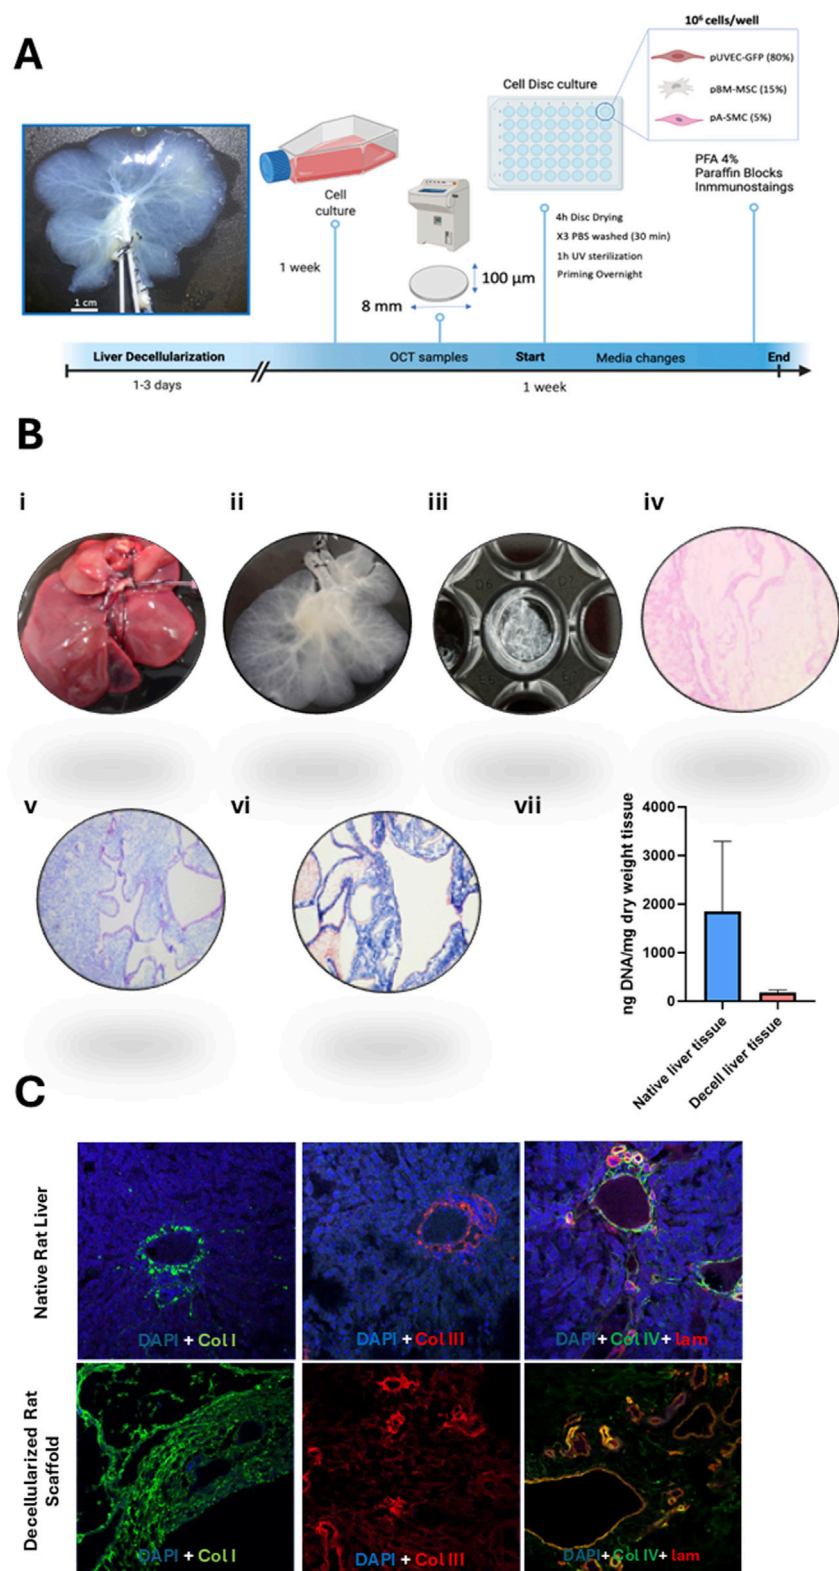 A
10⁶ cells/well
pUVEC-GFP (80%)
pBM-MSC (15%)
pA-SMC (5%)
Cell Disc culture
PFA 4%
Paraffin Blocks
Inmmunostaings
Cell
culture
4h Disc Drying
X3 PBS washed (30 min)
1h UV sterilization
Priming Overnight
1 week
100 µm
8 mm
1 cm
Liver Decellularization
OCT samples
Start
Media changes
End
1-3 days
1 week
B
i
ii
iii
iv
D6
D7
E6
v
vi
vii
ng DNA/mg dry weight tissue
4000
3000
2000
1000
0
Native liver tissue
Decell liver tissue
C
Native Rat Liver
DAPI + Col I
DAPI + Col III
DAPI + Col IV + lam
Decellularized Rat
Scaffold
DAPI + Col I
DAPI + Col III
DAPI+ Col IV+ lam